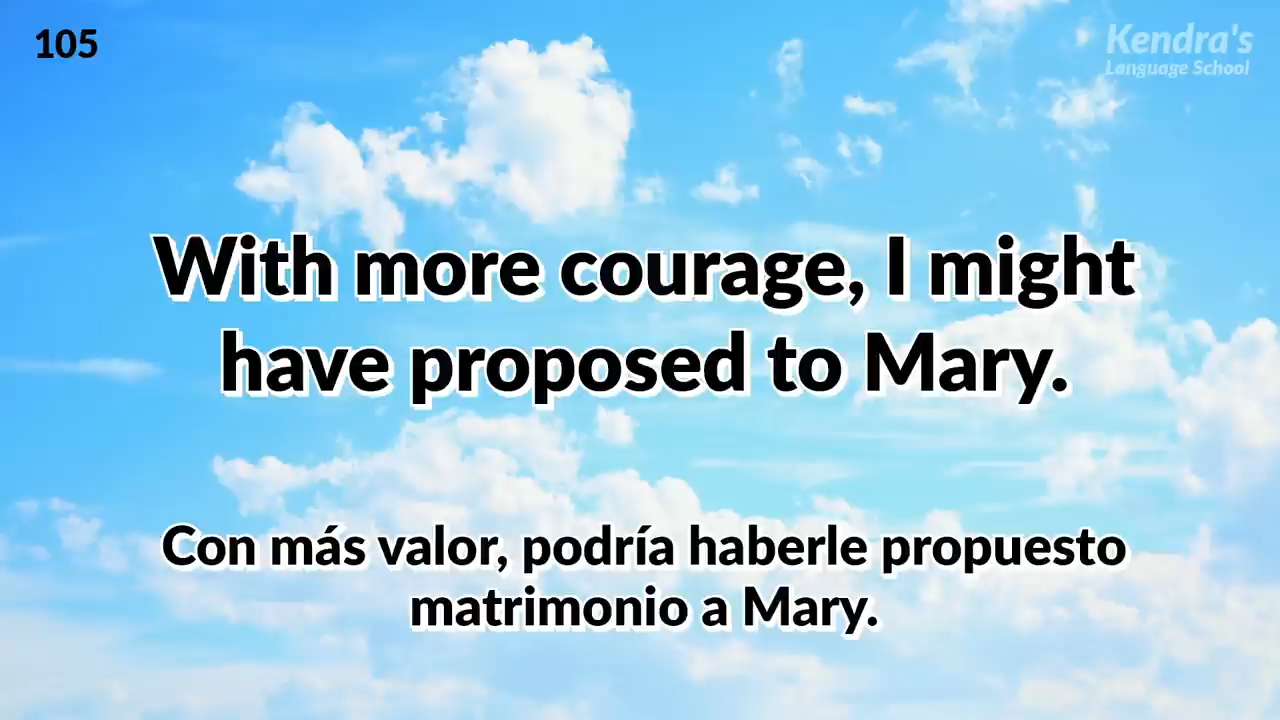 105
Kendra's
Language School
With more courage, I might
have proposed to Mary.
Con más valor, podría haberle propuesto
matrimonio a Mary.